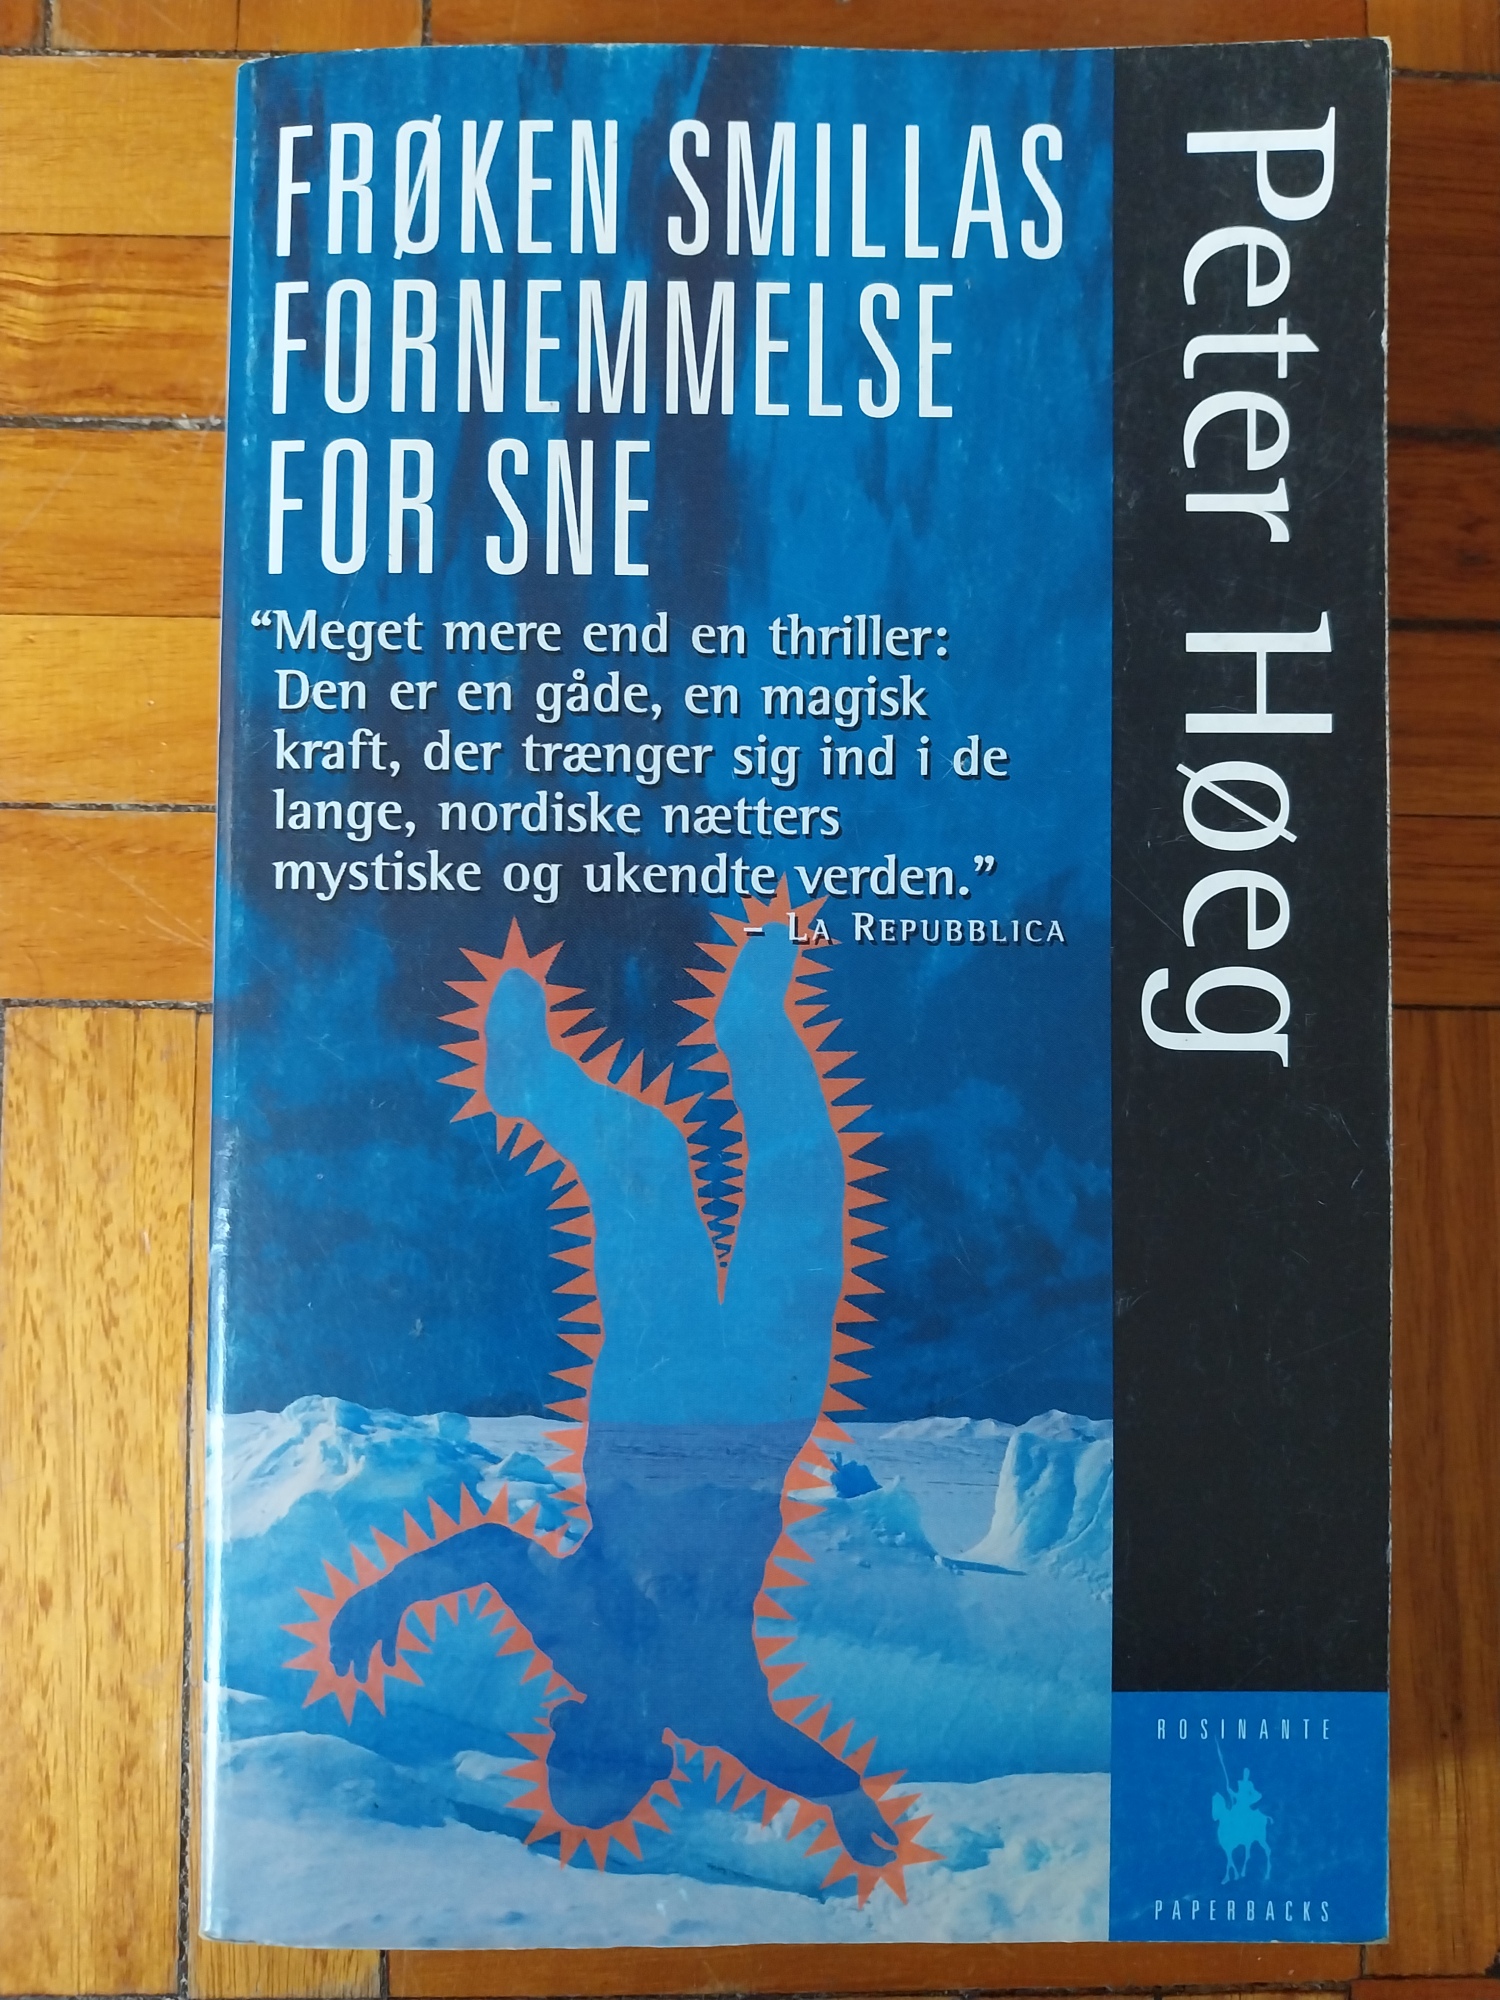 FRØKEN SMILLAS
FORNEMMELSE
FOR SNE
“Meget mere end en thriller:
Den er en gåde, en magisk
kraft, der trænger sig ind i de
lange, nordiske nætters
mystiske og ukendte verden.”
– LA REPUBBLICA
Peter Høeg
ROSINANTE
PAPERBACKS